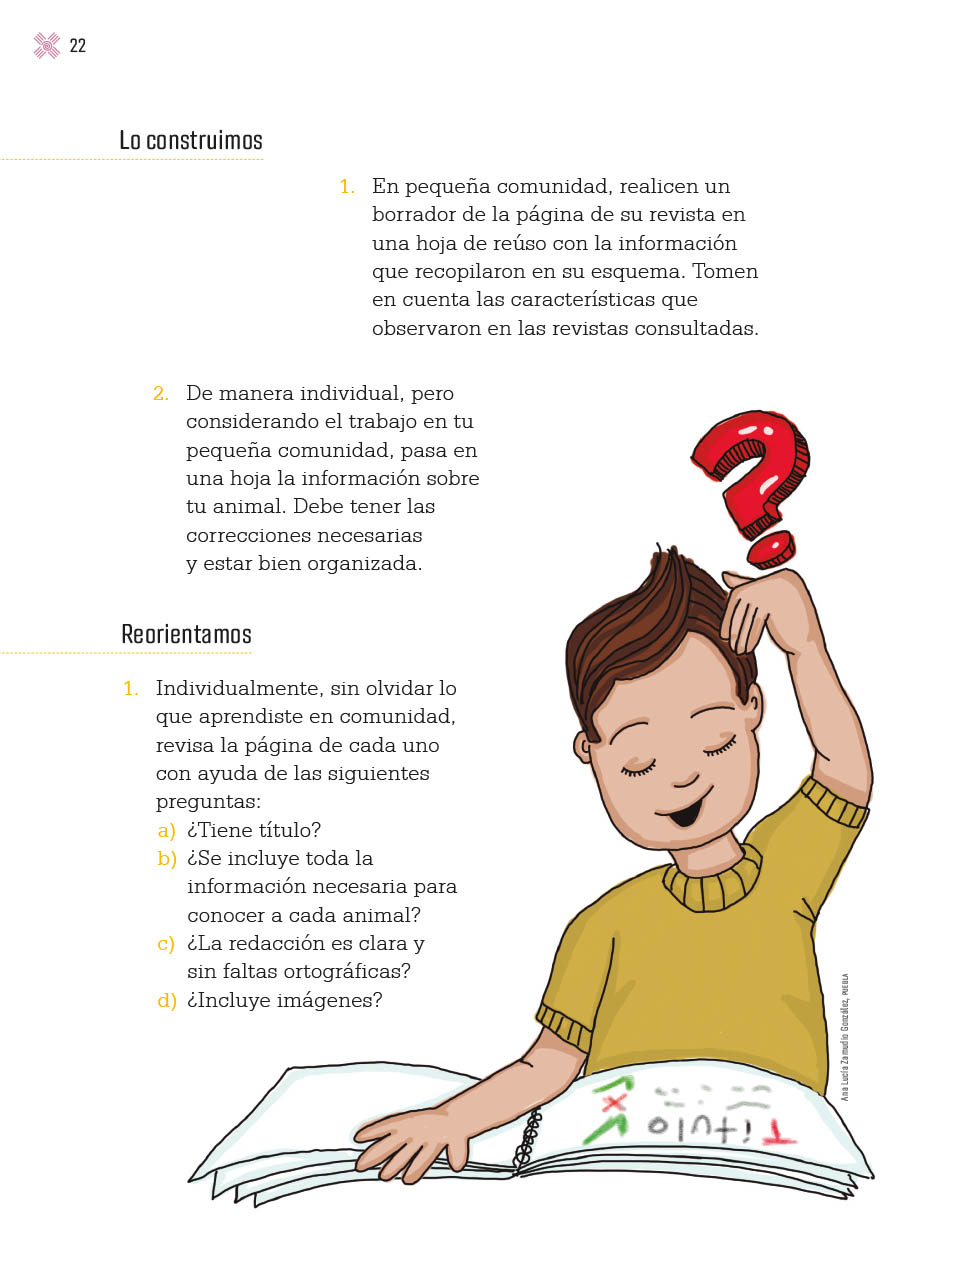 22
Lo construimos
1. En pequeña comunidad, realicen un
borrador de la página de su revista en
una hoja de reúso con la información
que recopilaron en su esquema. Tomen
en cuenta las características que
observaron en las revistas consultadas.
2. De manera individual, pero
considerando el trabajo en tu
pequeña comunidad, pasa en
una hoja la información sobre
tu animal. Debe tener las
correcciones necesarias
y estar bien organizada.
?
Reorientamos
1. Individualmente, sin olvidar lo
que aprendiste en comunidad,
revisa la página de cada uno
con ayuda de las siguientes
preguntas:
a) ¿Tiene título?
b) ¿Se incluye toda la
información necesaria para
conocer a cada animal?
c) ¿La redacción es clara y
sin faltas ortográficas?
d) ¿Incluye imágenes?
Ana Lucía Zamudio González, PUEBLA
Título